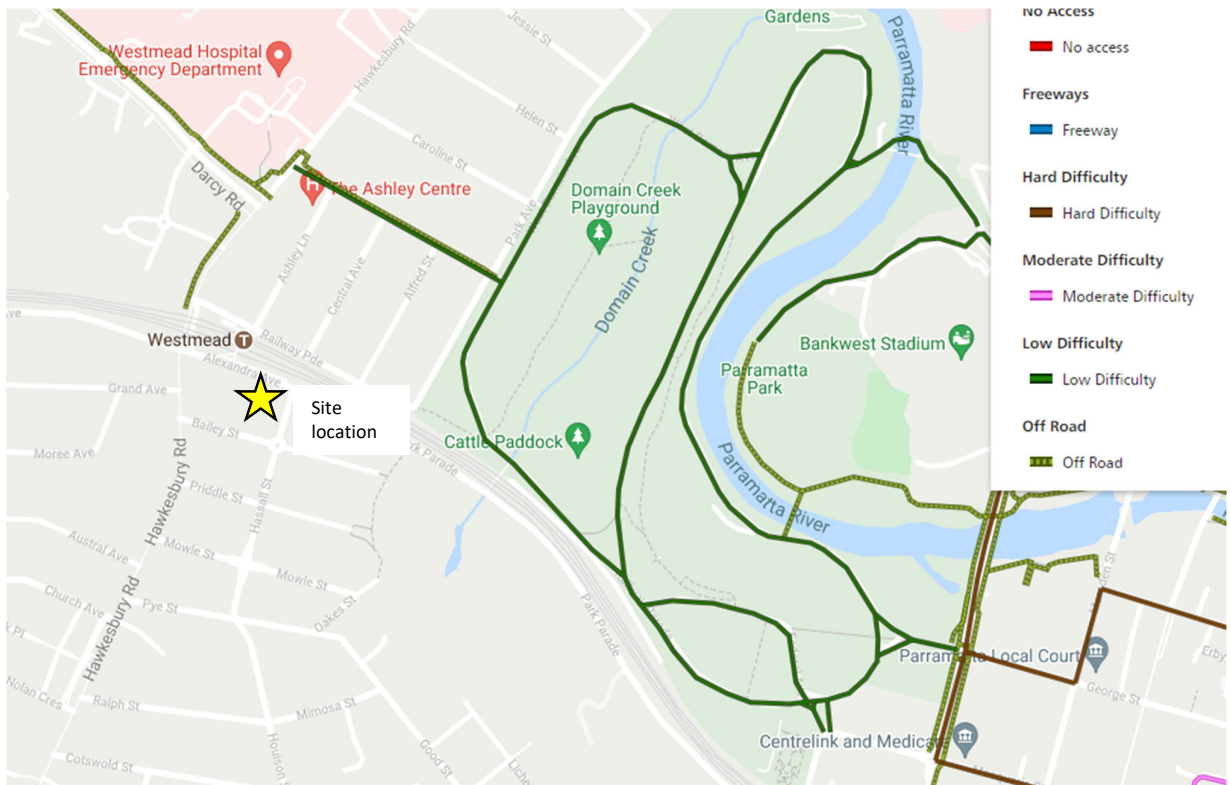 Gardens
Jessie St
Westmead Hospital
Emergency Department
Hawkesbury Rd
Parramatta River
Helen St
Caroline St
Darcy Rd
The Ashley Centre
Domain Creek
Playground
Park Ave
Ashley Ln
Central Ave
Alfred St
Domain Creek
Westmead
T
Railway Pde
Alexandra Ave
Ave
Grand Ave
Bailey St
Site
location
Bankwest Stadium
Parramatta
Park
Cattle Paddock
Park Parade
Moree Ave
Hawkesbury Rd
Priddle St
Hassall St
Parramatta River
Austral Ave
Mowle St
Mowle St
Church Ave
Pye St
Oakes St
Park Parade
Hawkesbury Rd
Parramatta Local Court
George St
Nolan Cres
Ralph St
Mimosa St
Houison St
Good St
Centrelink and Medicare
Cotswold St
No Access
No access
Freeways
Freeway
Hard Difficulty
Hard Difficulty
Moderate Difficulty
Moderate Difficulty
Low Difficulty
Low Difficulty
Off Road
Off Road